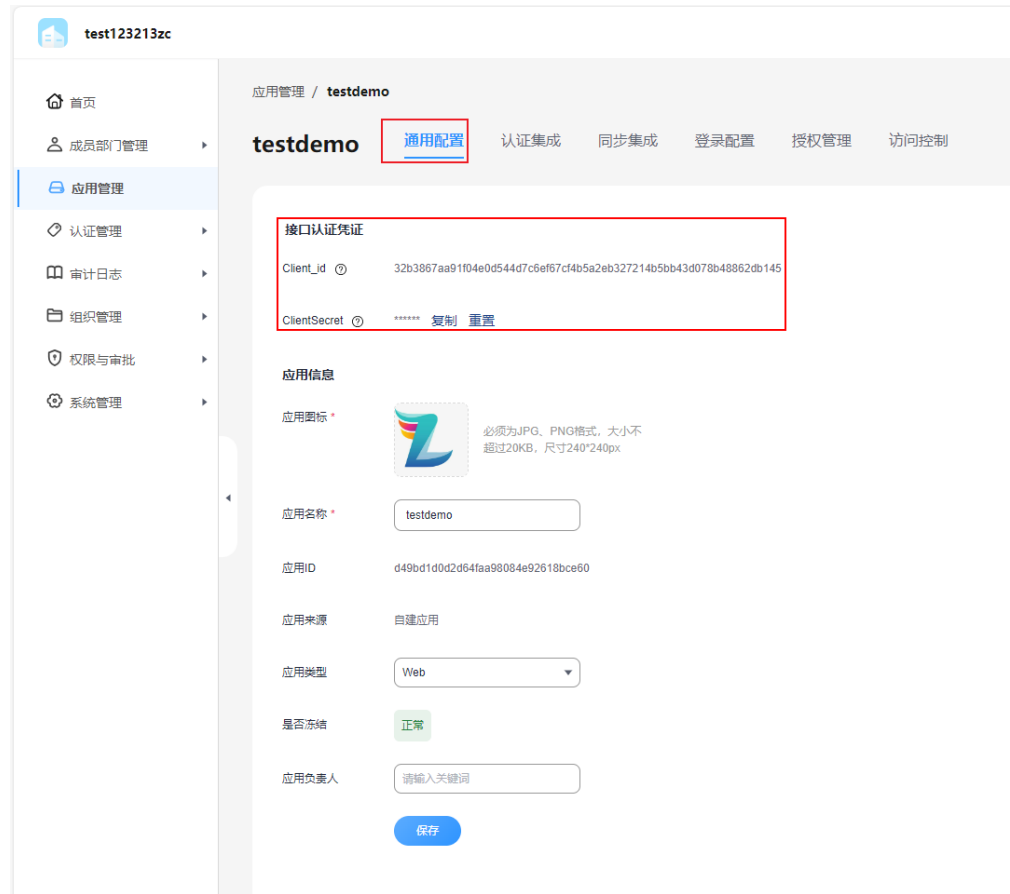 test123213zc
首页
成员部门管理
应用管理
认证管理
审计日志
组织管理
权限与审批
系统管理
应用管理 / testdemo
testdemo 通用配置 认证集成 同步集成 登录配置 授权管理 访问控制
接口认证凭证
Client_id 32b3867aa91f04e0d544d7c6ef67cf4b5a2eb327214b5bb43d078b48862db145
ClientSecret ****** 复制 重置
应用信息
应用图标 *
必须为JPG、PNG格式，大小不
超过20KB，尺寸240*240px
应用名称 * testdemo
应用ID d49bd1d0d2d64faa98084e92618bce60
应用来源 自建应用
应用类型 Web
是否冻结 正常
应用负责人 请输入关键词
保存